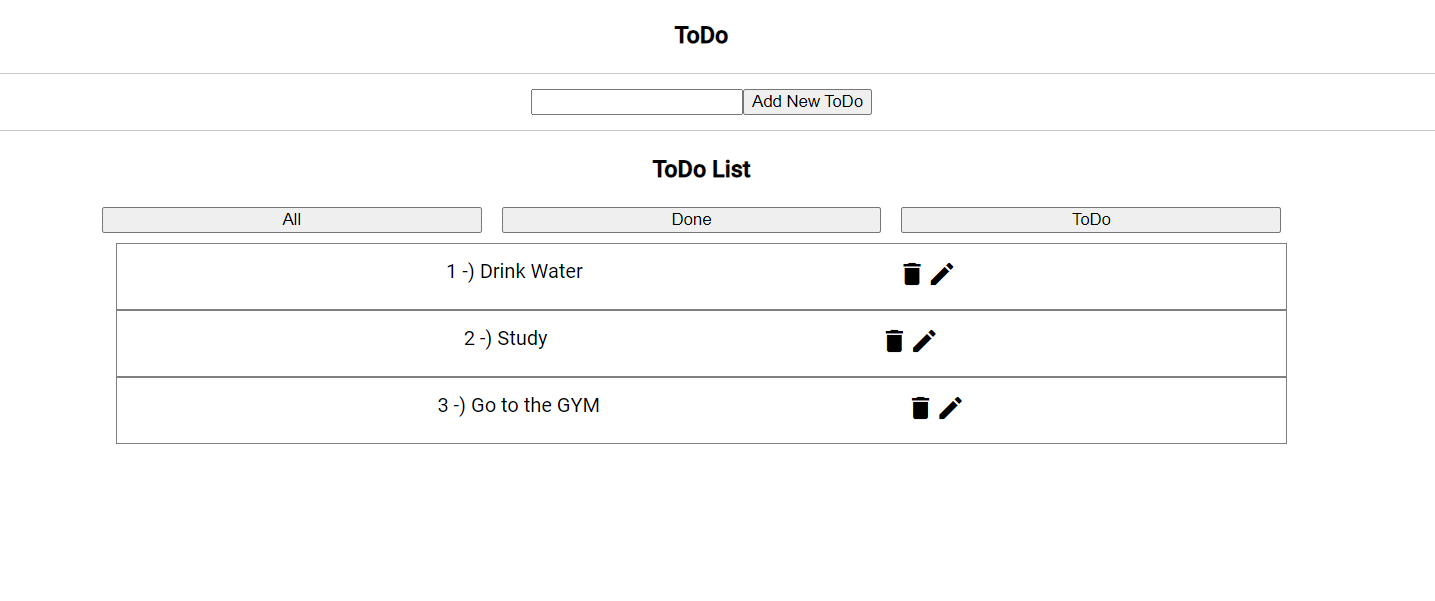 ToDo
Add New ToDo
ToDo List
All Done ToDo
1 -) Drink Water
2 -) Study
3 -) Go to the GYM